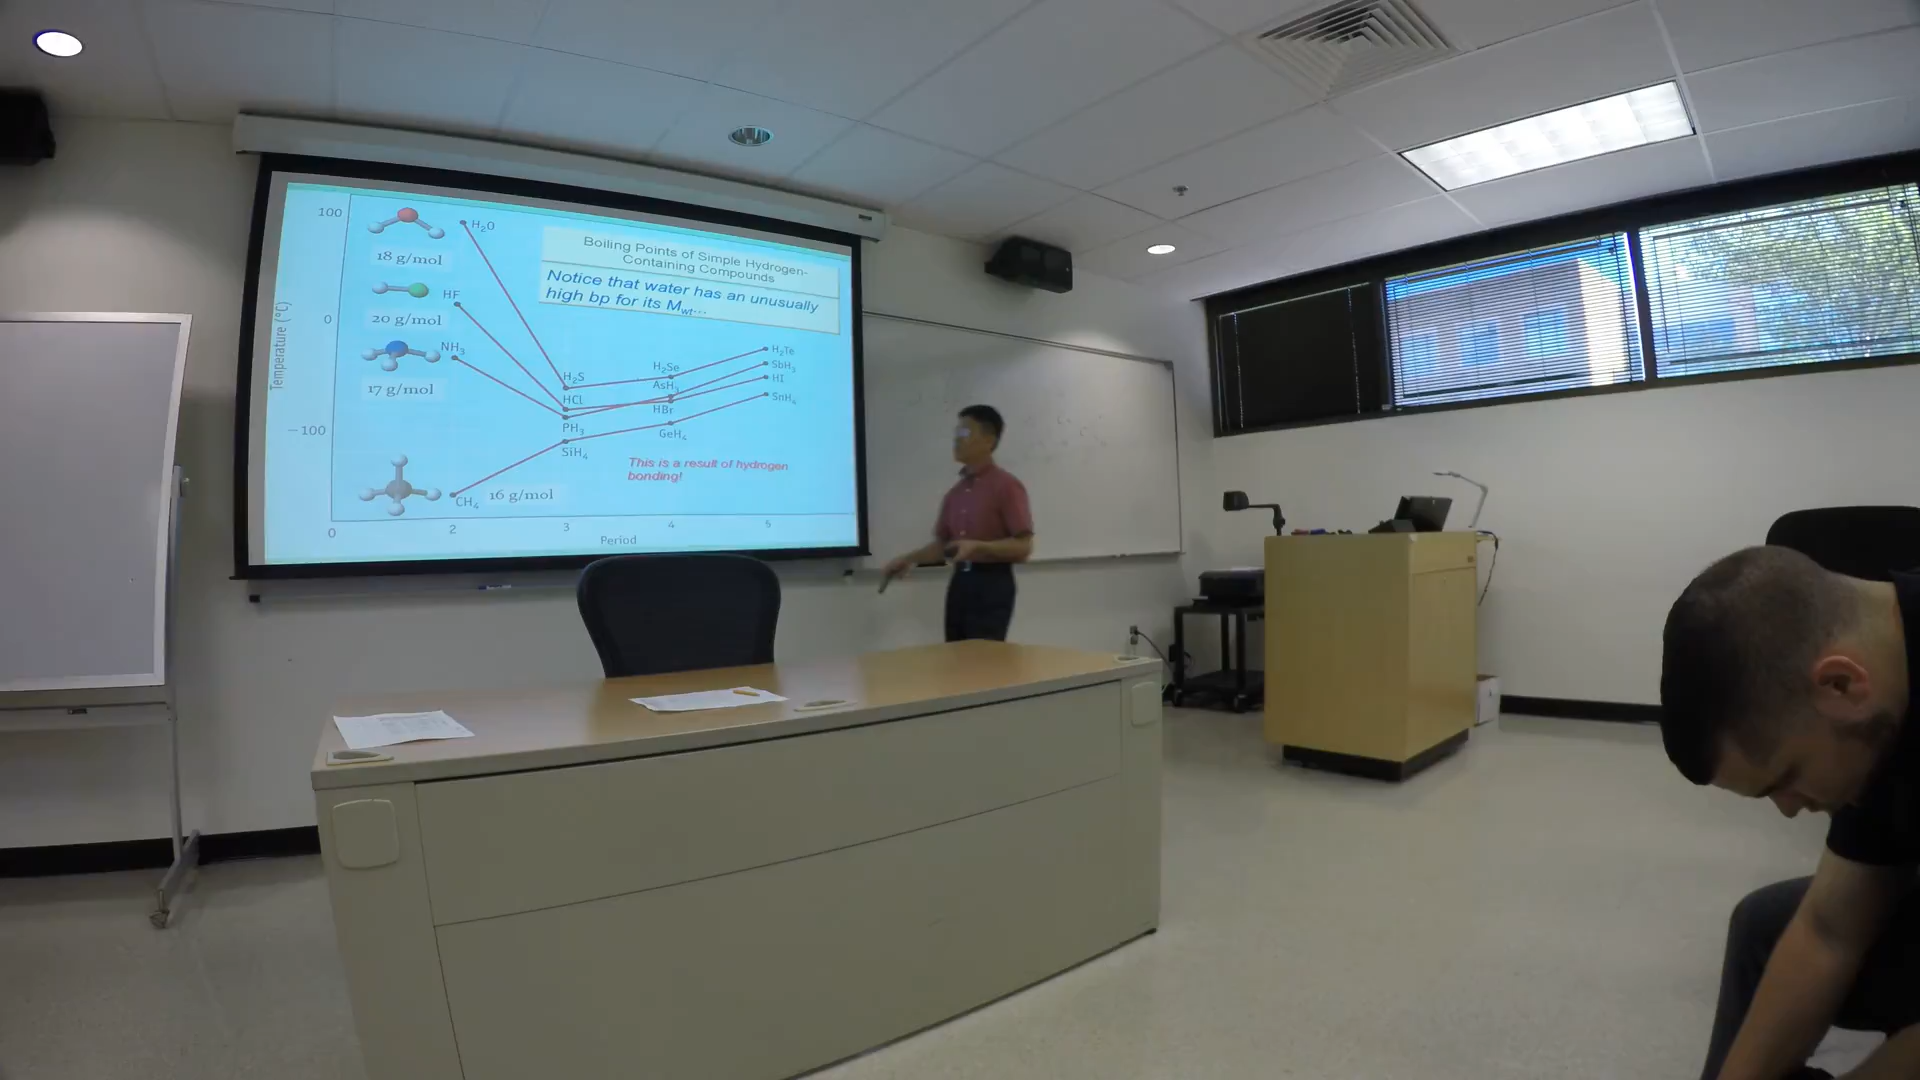 Boiling Points of Simple Hydrogen-
Containing Compounds
Notice that water has an unusually
high bp for its Mwt...
100
H₂O
18 g/mol
HF
20 g/mol
0
NH₃
17 g/mol
Temperature (°C)
H₂S
H₂Se
H₂Te
AsH₃
SbH₃
HCl
HBr
HI
PH₃
SnH₄
−100
SiH₄
GeH₄
This is a result of hydrogen
bonding!
CH₄
16 g/mol
0
2
3
4
5
Period